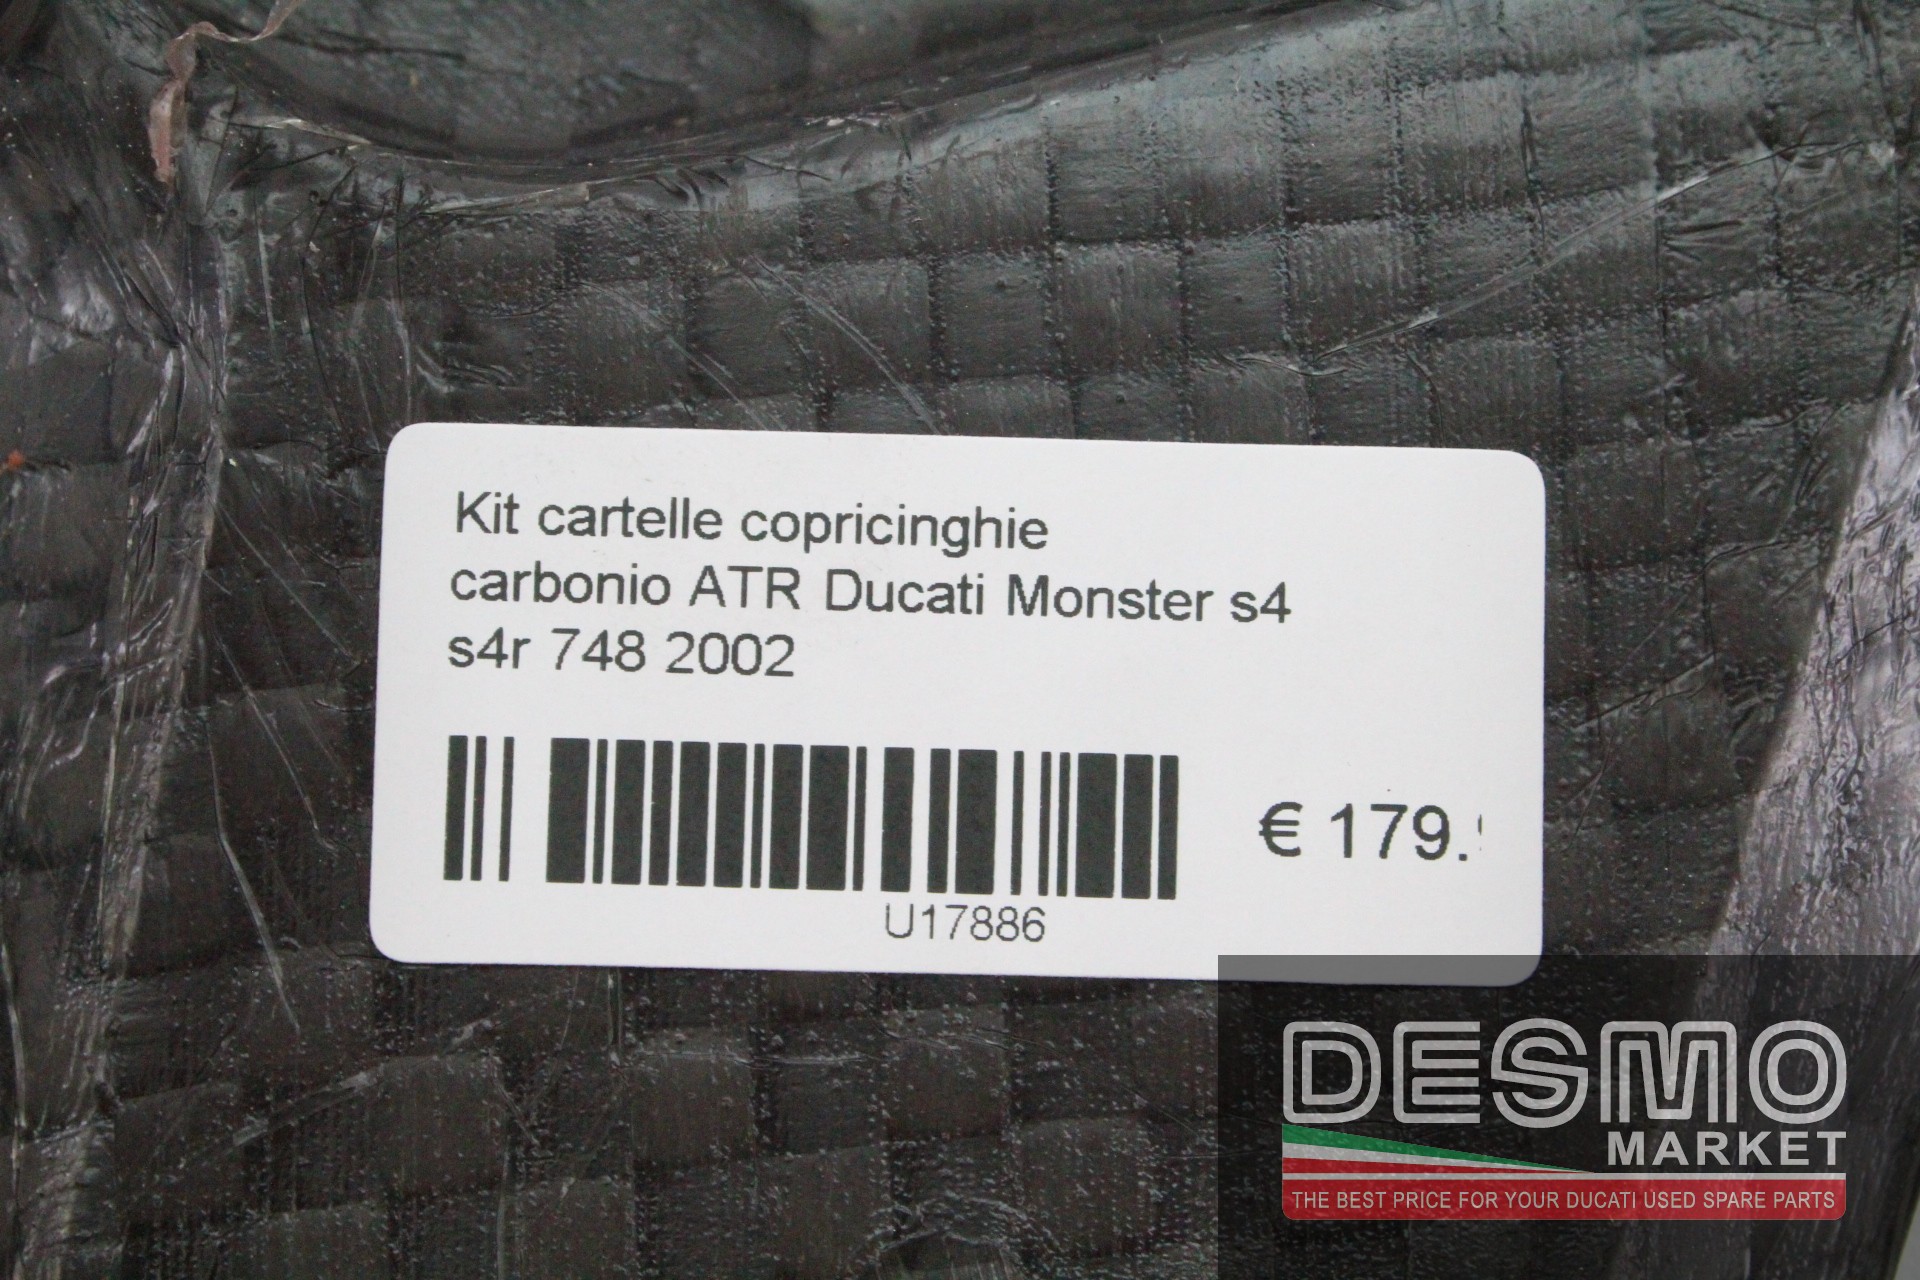 Kit cartelle copricinghie
carbonio ATR Ducati Monster s4
s4r 748 2002
€ 179.
U17886
DESMO
MARKET
THE BEST PRICE FOR YOUR DUCATI USED SPARE PARTS